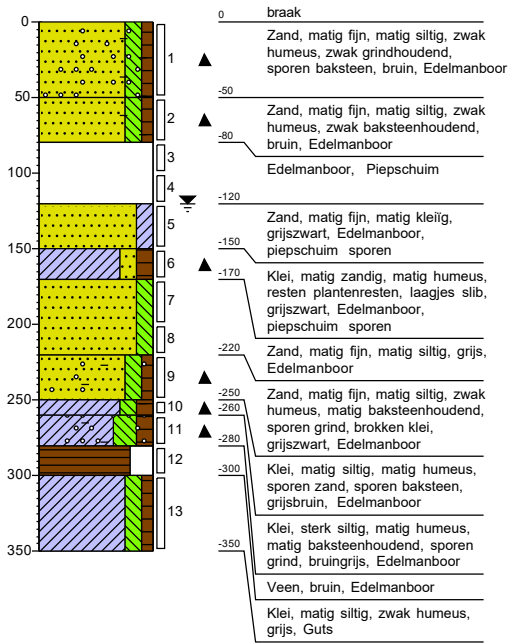 0
50
100
150
200
250
300
350
1
2
3
4
5
6
7
8
9
10
11
12
13
0
braak
Zand, matig fijn, matig siltig, zwak
humeus, zwak grindhoudend,
sporen baksteen, bruin, Edelmanboor
-50
Zand, matig fijn, matig siltig, zwak
humeus, zwak baksteenhoudend,
bruin, Edelmanboor
-80
Edelmanboor, Piepschuim
-120
Zand, matig fijn, matig kleiïg,
grijszwart, Edelmanboor,
piepschuim sporen
-150
Klei, matig zandig, matig humeus,
resten plantenresten, laagjes slib,
grijszwart, Edelmanboor,
piepschuim sporen
-170
Zand, matig fijn, matig siltig, grijs,
Edelmanboor
-220
Zand, matig fijn, matig siltig, zwak
humeus, matig baksteenhoudend,
sporen grind, brokken klei,
grijszwart, Edelmanboor
-250
Klei, matig siltig, matig humeus,
sporen zand, sporen baksteen,
grijsbruin, Edelmanboor
-260
Klei, sterk siltig, matig humeus,
matig baksteenhoudend, sporen
grind, bruingrijs, Edelmanboor
-280
Veen, bruin, Edelmanboor
-300
Klei, matig siltig, zwak humeus,
grijs, Guts
-350